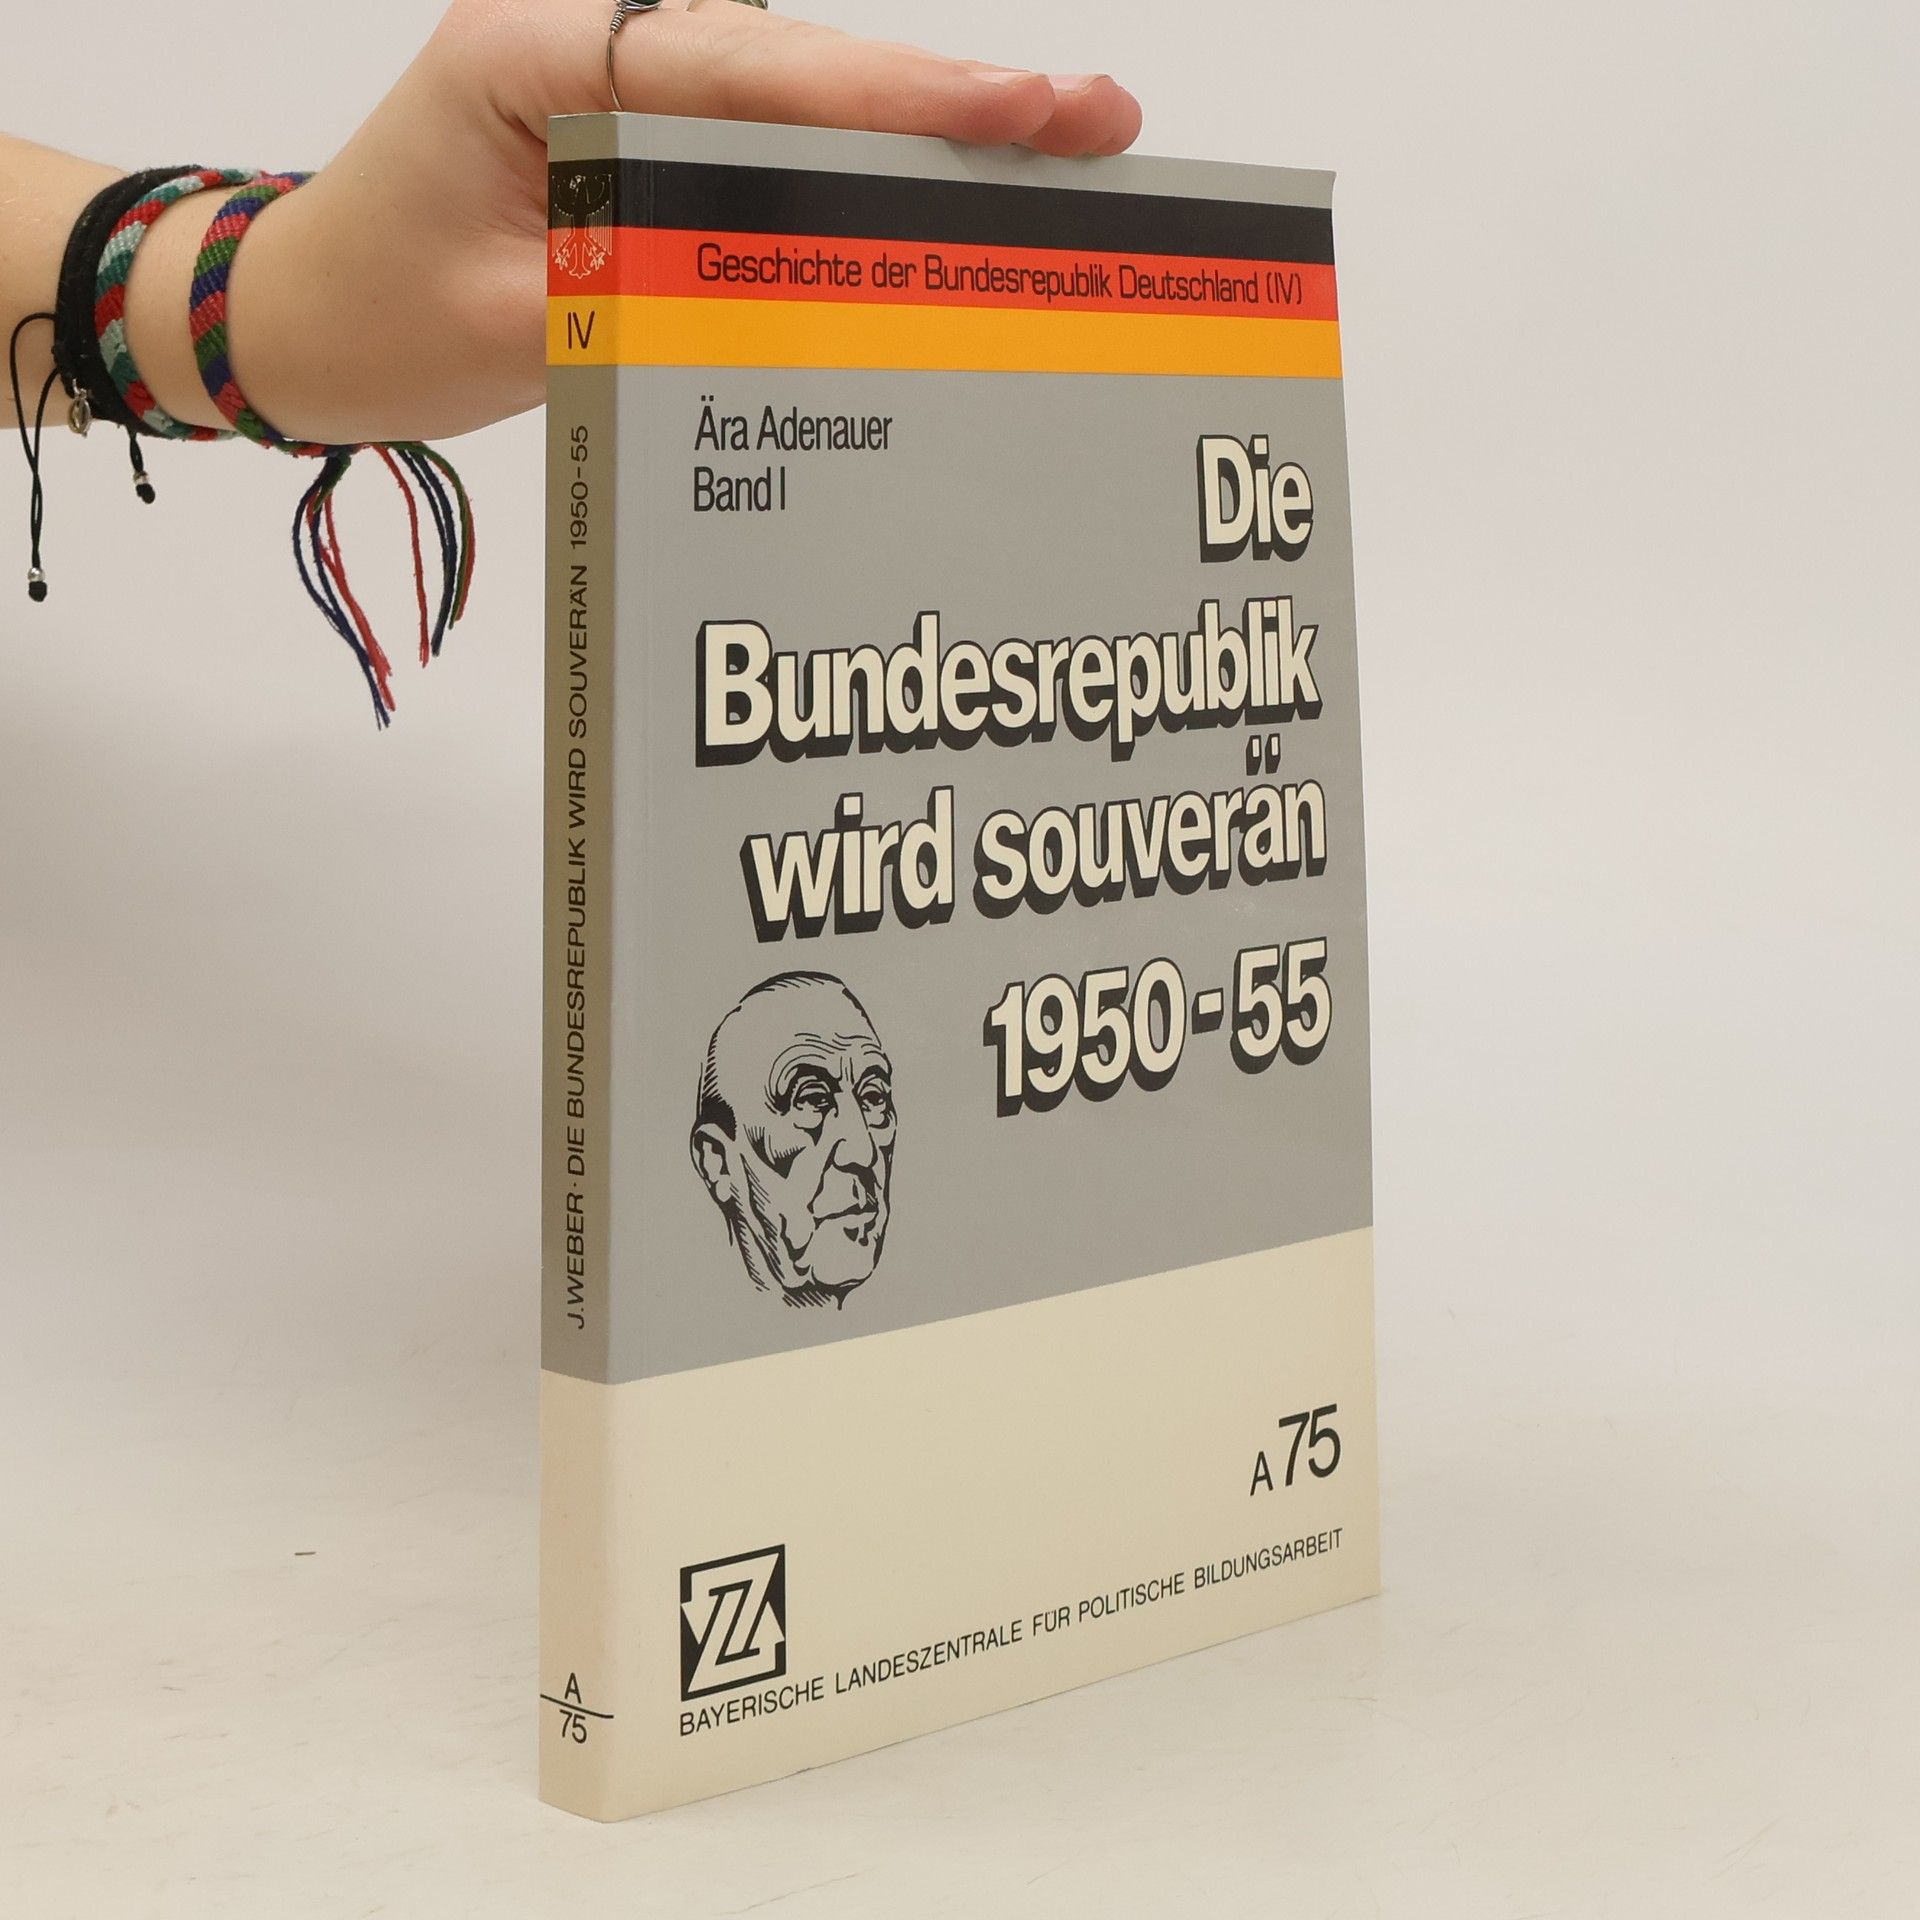 Geschichte der Bundesrepublik Deutschland (IV)
IV
Ära Adenauer
Band I
Die
Bundesrepublik
wird souverän
1950-55
J. WEBER · DIE BUNDESREPUBLIK WIRD SOUVERÄN 1950-55
A 75
BAYERISCHE LANDESZENTRALE FÜR POLITISCHE BILDUNGSARBEIT
A
75